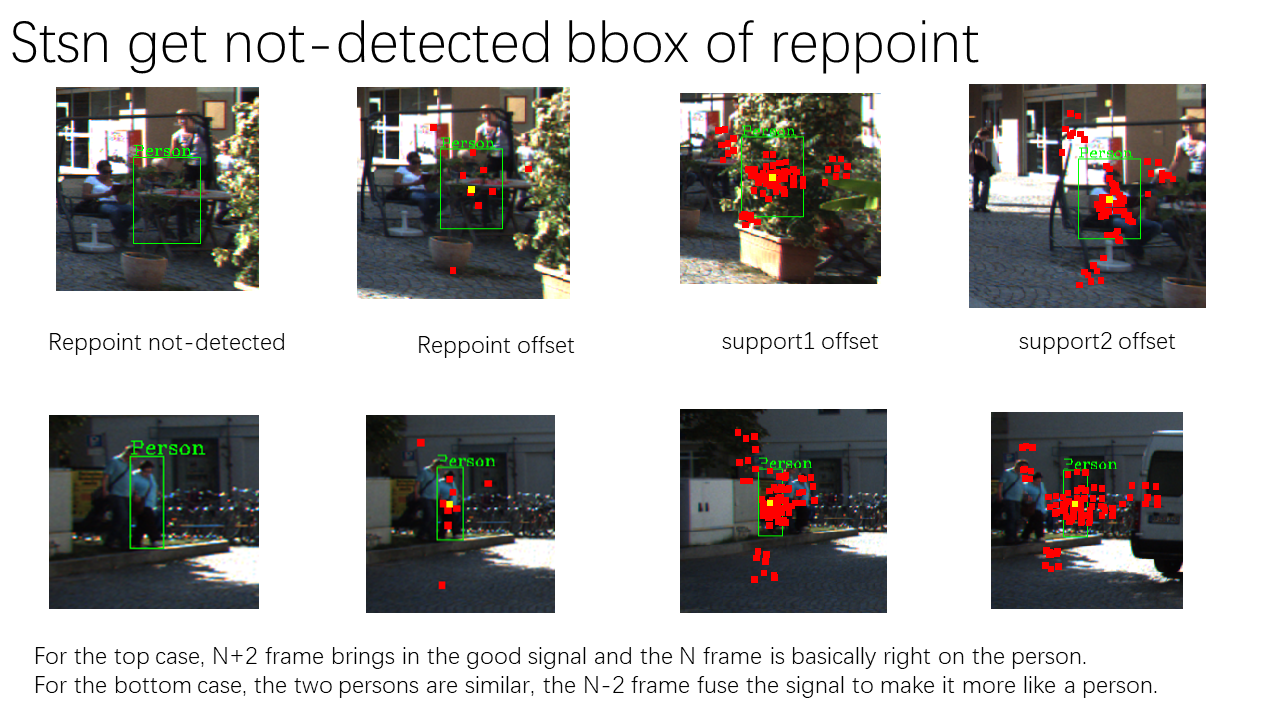 Stsn get not-detected bbox of reppoint
Person
Person
Person
Person
Reppoint not-detected
Reppoint offset
support1 offset
support2 offset
Person
Person
Person
Person
For the top case, N+2 frame brings in the good signal and the N frame is basically right on the person.
For the bottom case, the two persons are similar, the N-2 frame fuse the signal to make it more like a person.